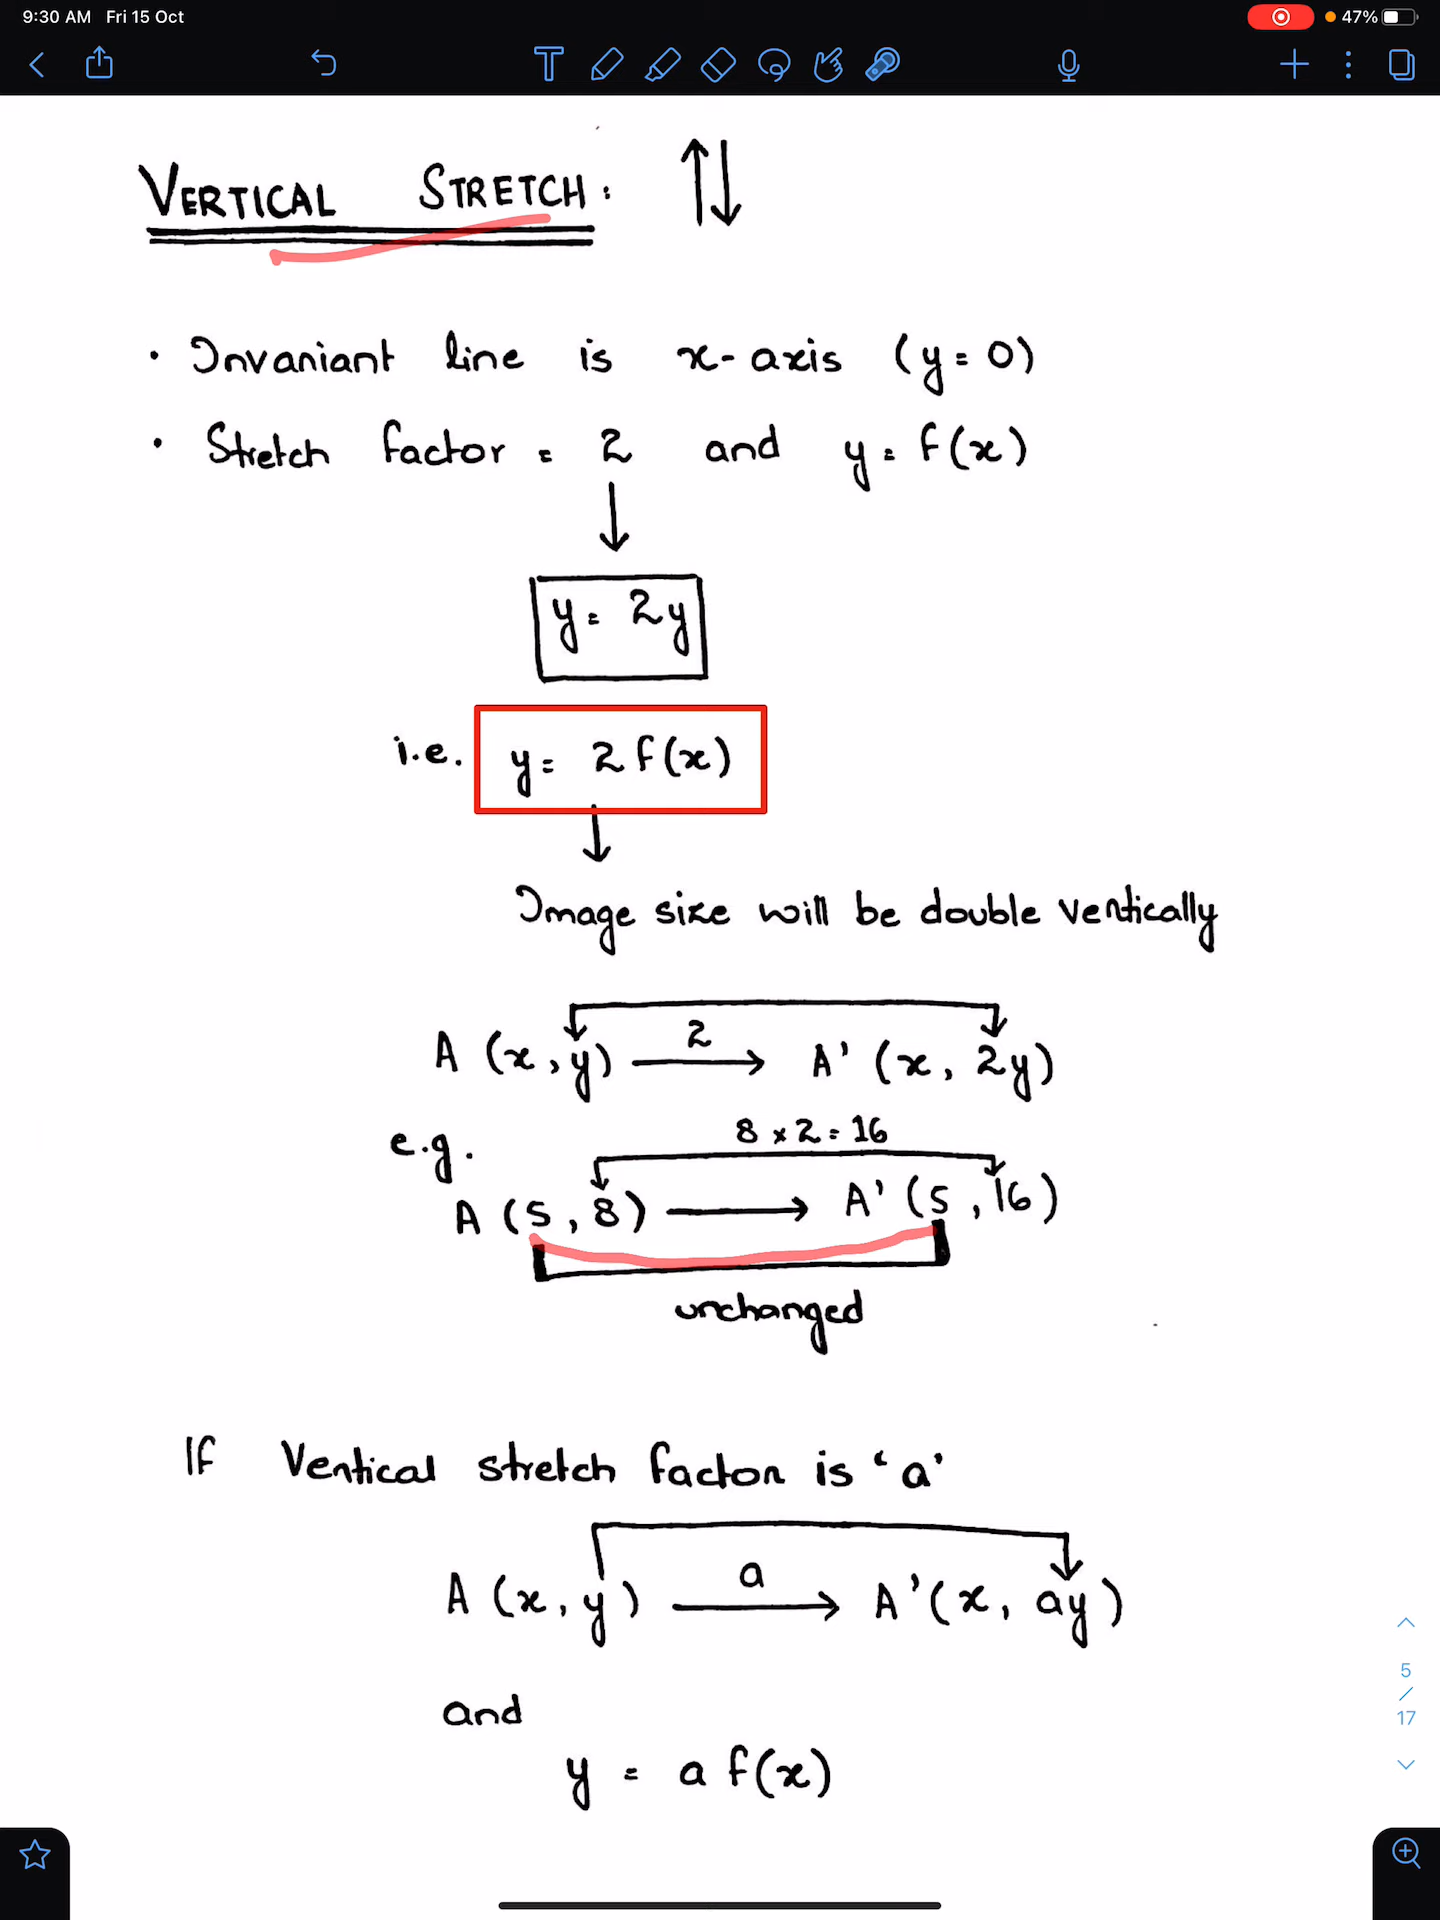 9:30 AM Fri 15 Oct
47%
VERTICAL STRETCH:
• Invariant line is x-axis (y=0)
• Stretch factor = 2 and y = f(x)
y = 2y
i.e. y = 2f(x)
Image size will be double vertically
2
A (x, y) → A' (x, 2y)
e.g. 8 × 2 = 16
A (5, 8) → A' (5, 16)
unchanged
If Vertical stretch factor is 'a'
a
A (x, y) → A' (x, ay)
and
y = a f(x)
5
/
17